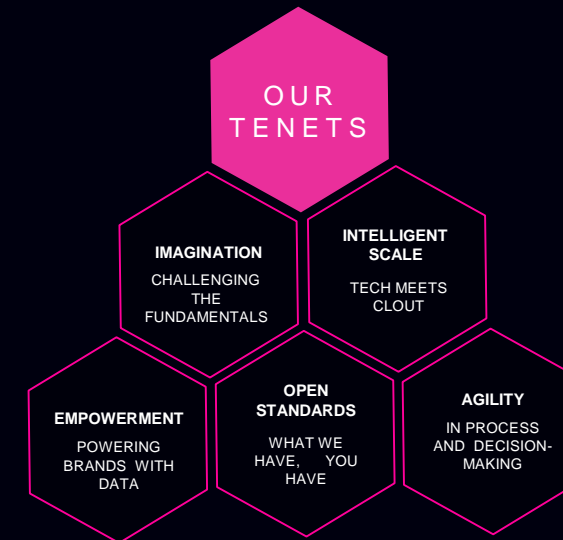 OUR
TENETS
IMAGINATION
CHALLENGING
THE
FUNDAMENTALS
INTELLIGENT
SCALE
TECH MEETS
CLOUT
EMPOWERMENT
POWERING
BRANDS WITH
DATA
OPEN
STANDARDS
WHAT WE
HAVE, YOU
HAVE
AGILITY
IN PROCESS
AND DECISION-
MAKING